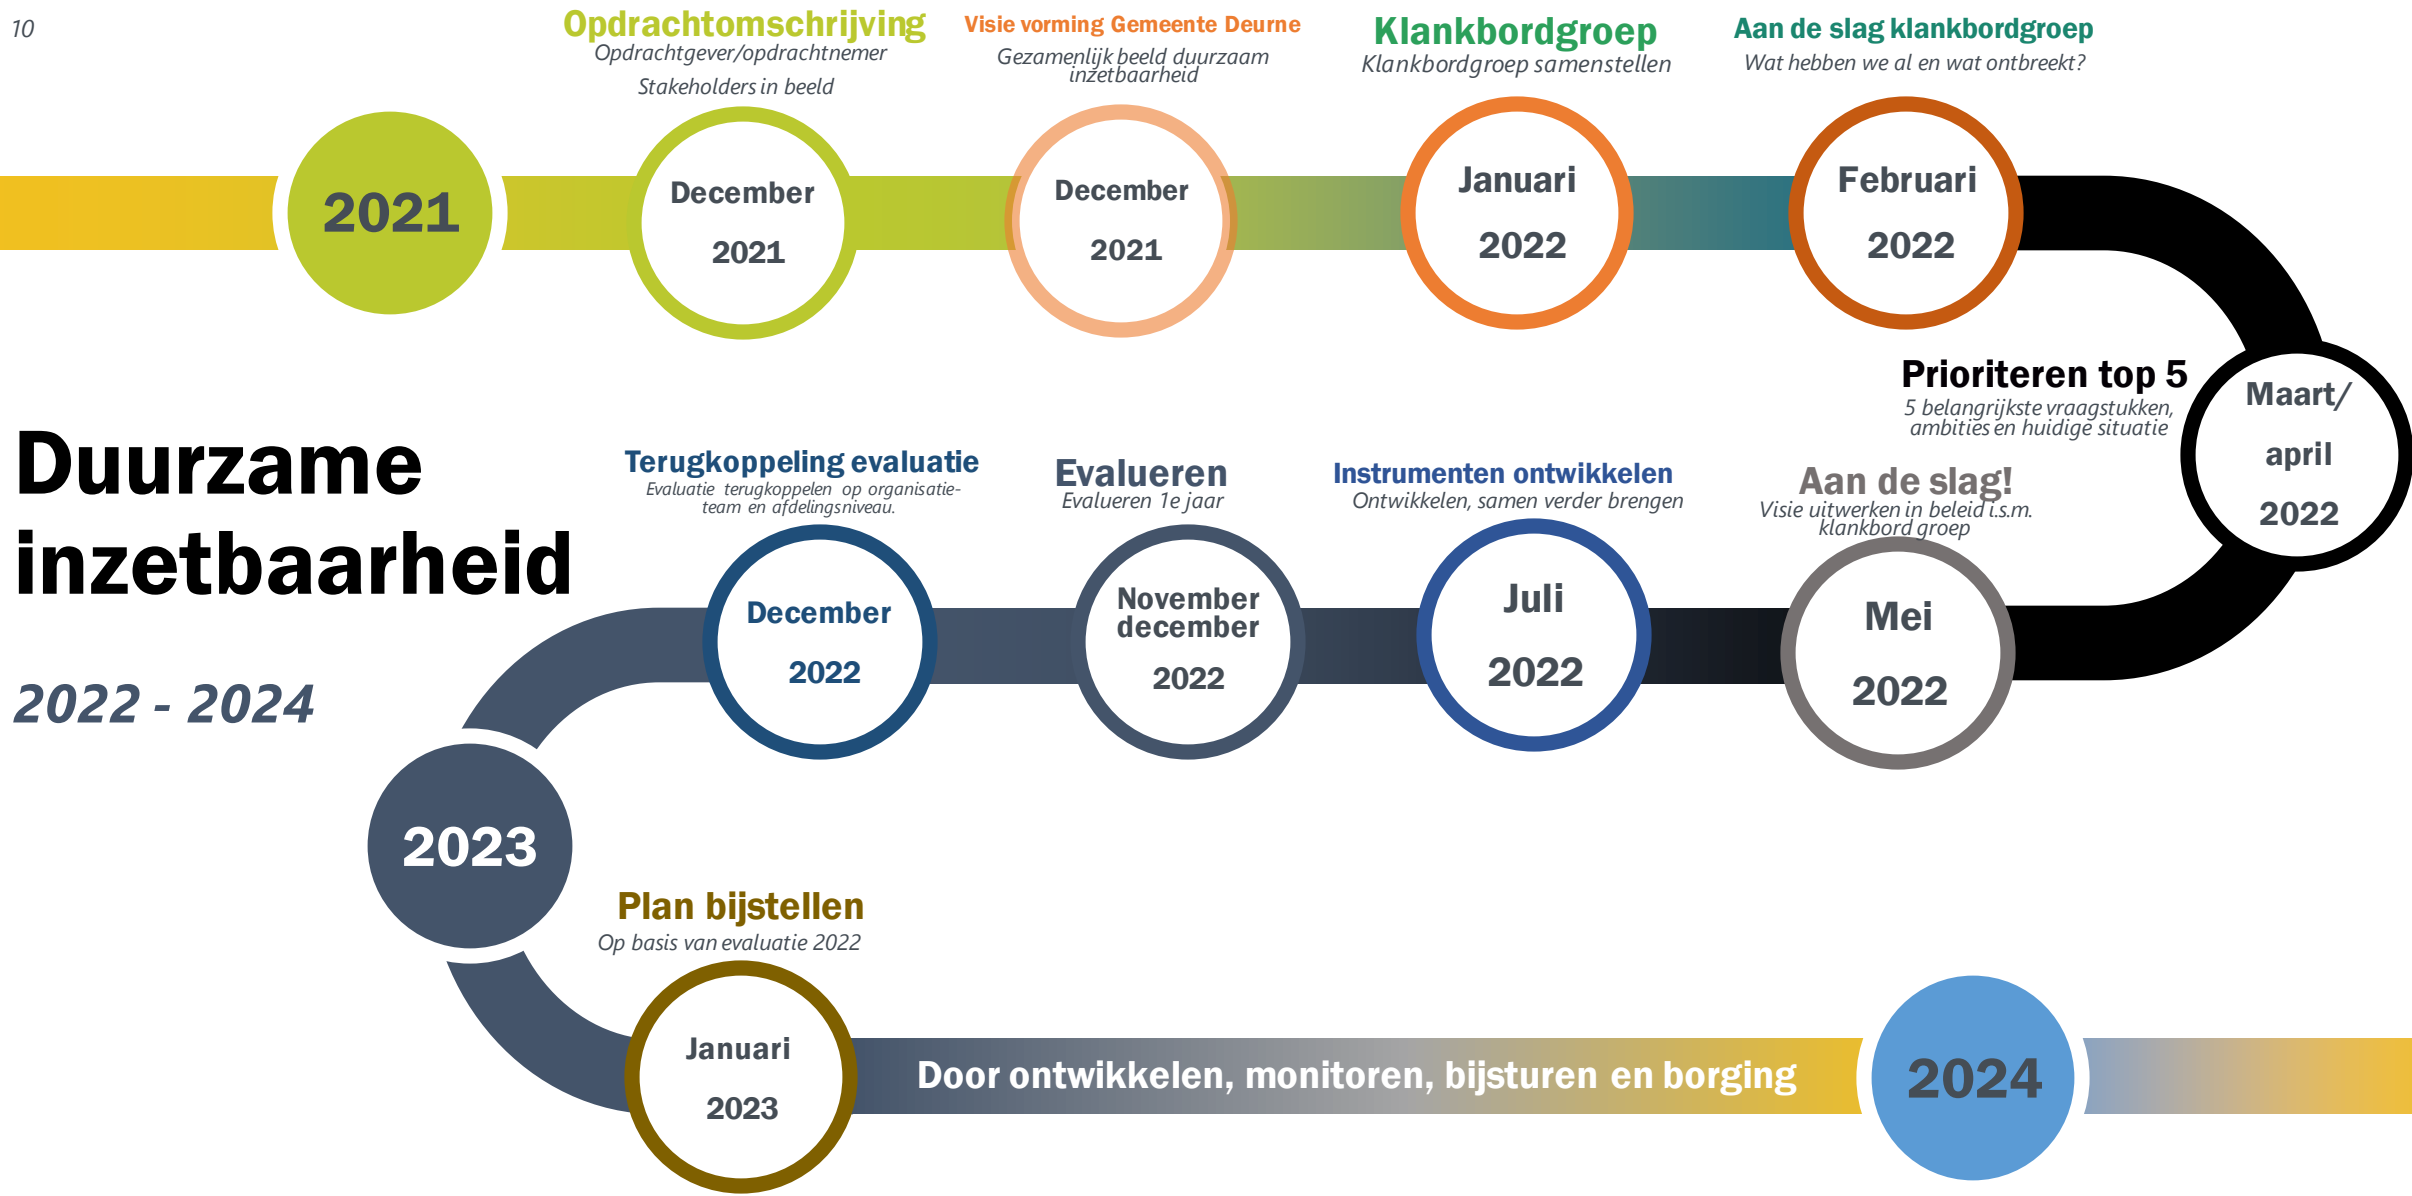 10
Opdrachtomschrijving
Opdrachtgever/opdrachtnemer
Stakeholders in beeld
Visie vorming Gemeente Deurne
Gezamenlijk beeld duurzaam
inzetbaarheid
Klankbordgroep
Klankbordgroep samenstellen
Aan de slag klankbordgroep
Wat hebben we al en wat ontbreekt?
2021
December
2021
December
2021
Januari
2022
Februari
2022
Prioriteren top 5
5 belangrijkste vraagstukken,
ambities en huidige situatie
Maart/
april
2022
Duurzame
inzetbaarheid
2022 - 2024
Aan de slag!
Visie uitwerken in beleid i.s.m.
klankbord groep
Mei
2022
Instrumenten ontwikkelen
Ontwikkelen, samen verder brengen
Juli
2022
Evalueren
Evalueren 1e jaar
November
december
2022
Terugkoppeling evaluatie
Evaluatie terugkoppelen op organisatie-
team en afdelingsniveau.
December
2022
2023
Plan bijstellen
Op basis van evaluatie 2022
Januari
2023
Door ontwikkelen, monitoren, bijsturen en borging
2024